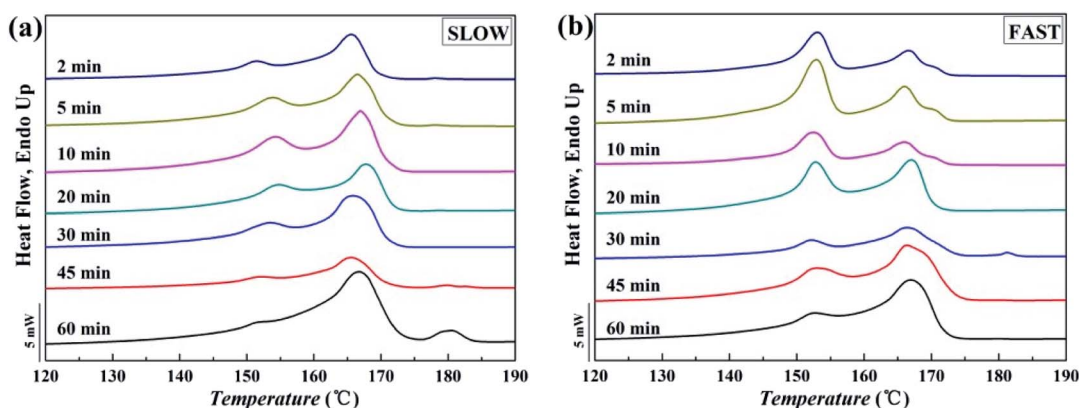 (a)
SLOW
2 min
5 min
10 min
20 min
30 min
45 min
60 min
Heat Flow, Endo Up
5 mW
120 130 140 150 160 170 180 190
Temperature (℃)
(b)
FAST
2 min
5 min
10 min
20 min
30 min
45 min
60 min
Heat Flow, Endo Up
5 mW
120 130 140 150 160 170 180 190
Temperature (℃)